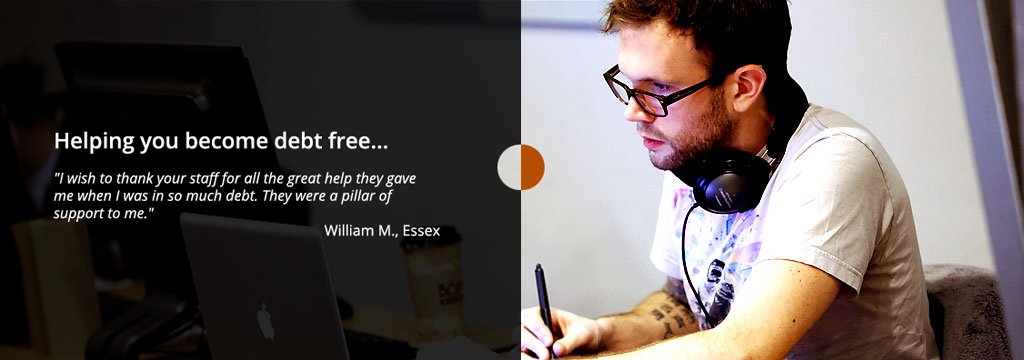 Helping you become debt free...
"I wish to thank your staff for all the great help they gave
me when I was in so much debt. They were a pillar of
support to me."
William M., Essex